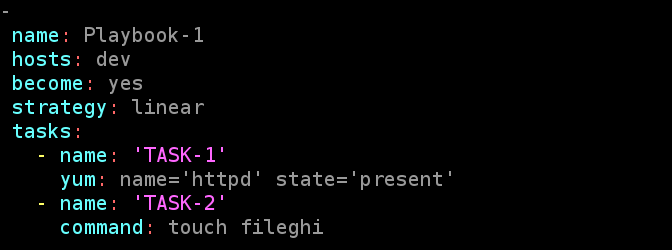 -
 name: Playbook-1
 hosts: dev
 become: yes
 strategy: linear
 tasks:
   - name: 'TASK-1'
     yum: name='httpd' state='present'
   - name: 'TASK-2'
     command: touch fileghi